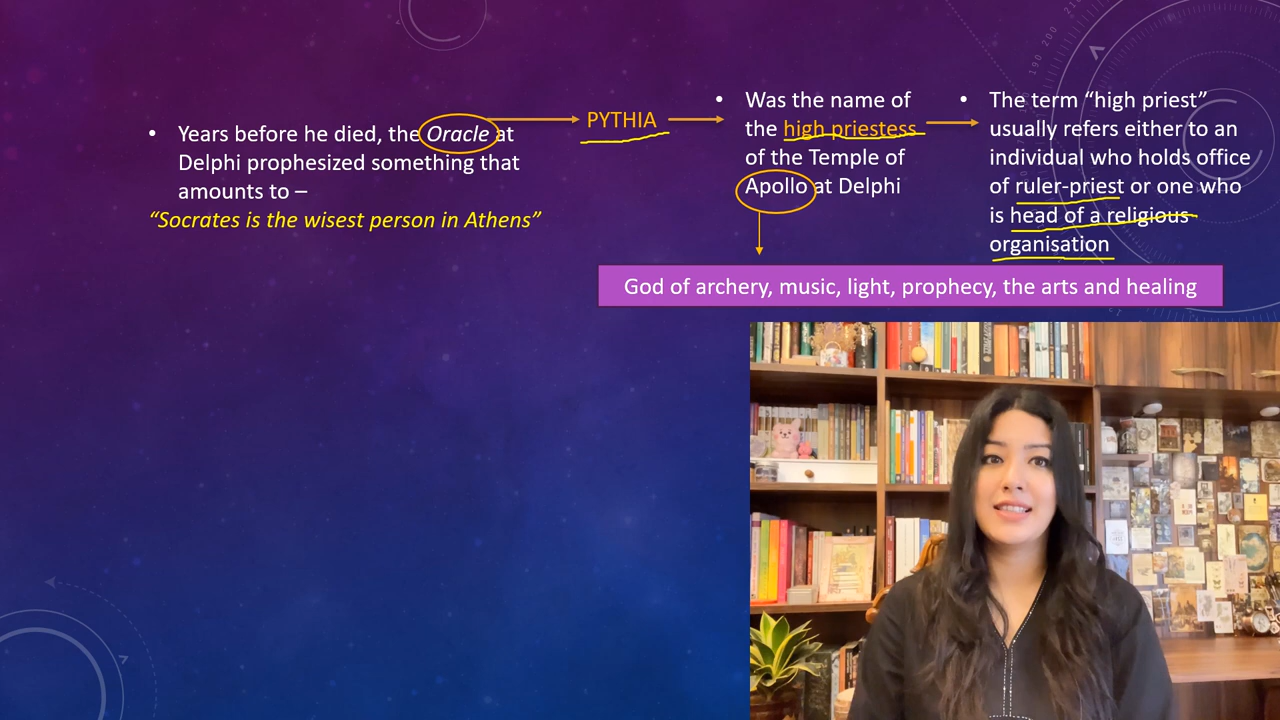 • Years before he died, the Oracle at
Delphi prophesized something that
amounts to –
“Socrates is the wisest person in Athens”
PYTHIA
• Was the name of
the high priestess
of the Temple of
Apollo at Delphi
• The term “high priest”
usually refers either to an
individual who holds office
of ruler-priest or one who
is head of a religious
organisation
God of archery, music, light, prophecy, the arts and healing
210
200
190